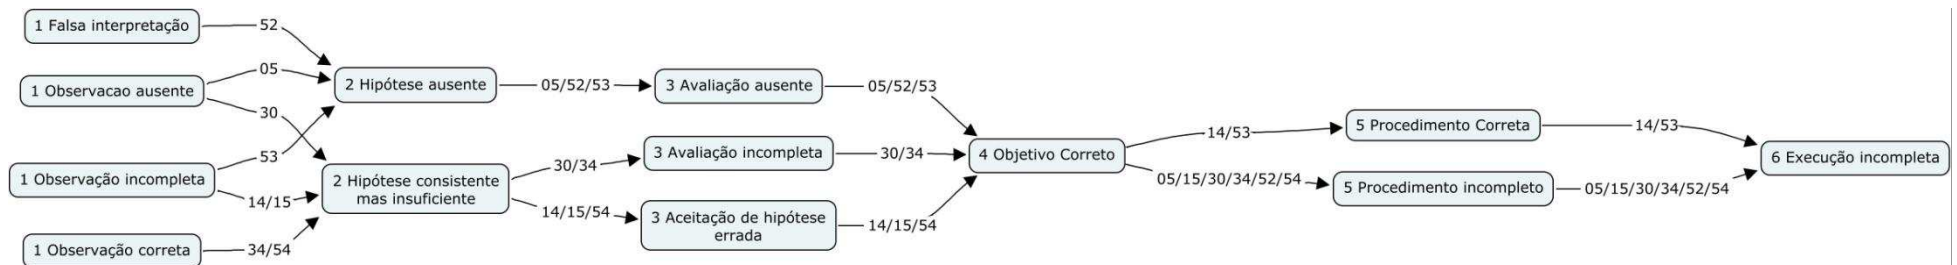 1 Falsa interpretação
52
1 Observacao ausente
05
30
1 Observação incompleta
53
14/15
1 Observação correta
34/54
2 Hipótese ausente
05/52/53
2 Hipótese consistente
mas insuficiente
30/34
14/15/54
3 Avaliação ausente
05/52/53
3 Avaliação incompleta
30/34
3 Aceitação de hipótese
errada
14/15/54
4 Objetivo Correto
14/53
05/15/30/34/52/54
5 Procedimento Correta
14/53
5 Procedimento incompleto
05/15/30/34/52/54
6 Execução incompleta